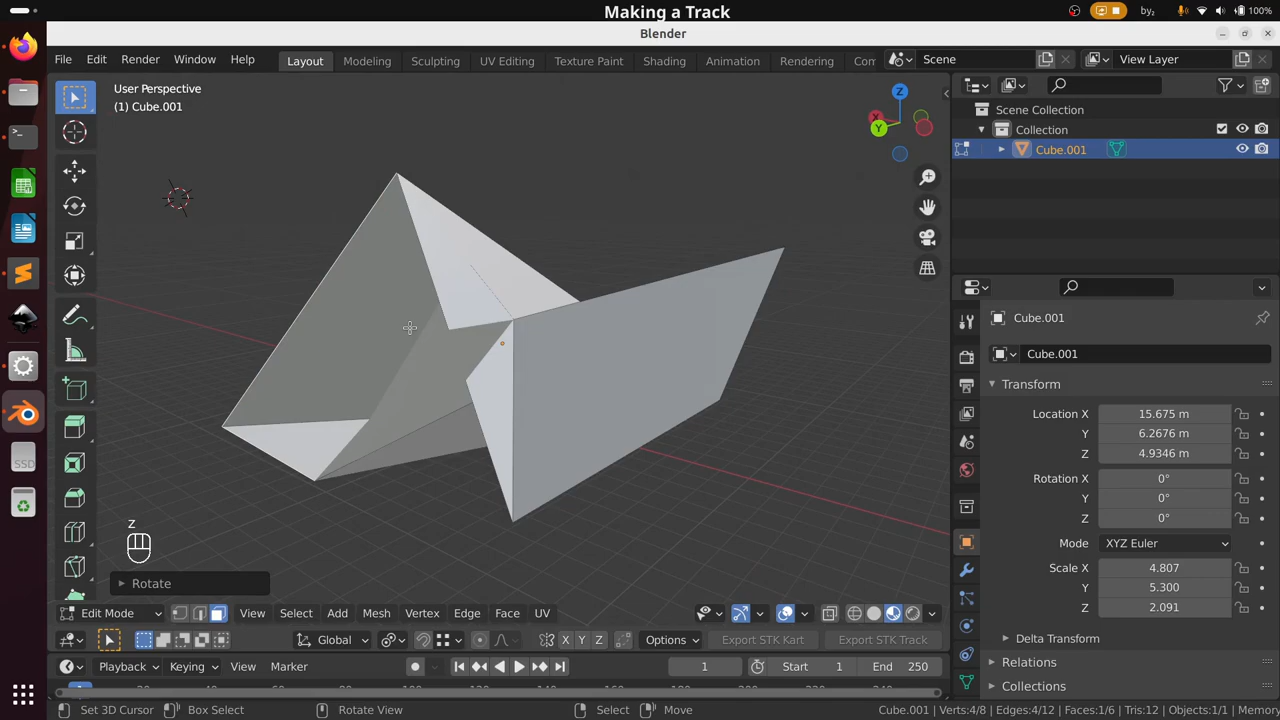 Making a Track
by₂
100%
Blender
File Edit Render Window Help Layout Modeling Sculpting UV Editing Texture Paint Shading Animation Rendering Com Scene View Layer
User Perspective
(1) Cube.001
Z
X
Y
Scene Collection
Collection
Cube.001
Cube.001
Cube.001
Transform
Location X 15.675 m
Y 6.2676 m
Z 4.9346 m
Rotation X 0°
Y 0°
Z 0°
Mode XYZ Euler
Scale X 4.807
Y 5.300
Z 2.091
Delta Transform
Relations
Collections
SSD
Z
Rotate
Edit Mode View Select Add Mesh Vertex Edge Face UV
Global X Y Z Options Export STK Kart Export STK Track
Playback Keying View Marker 1 Start 1 End 250
Set 3D Cursor Box Select Rotate View Select Move Cube.001 | Verts:4/8 | Edges:4/12 | Faces:1/6 | Tris:12 | Objects:1/1 | Memory